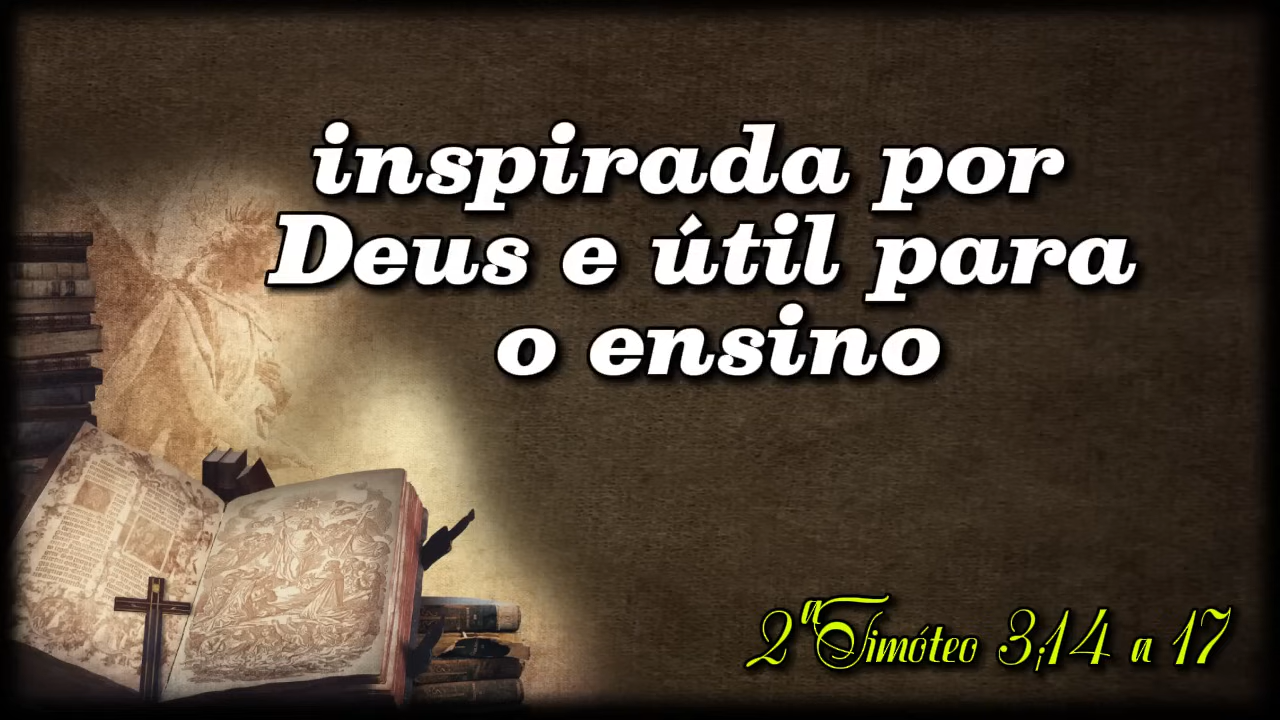 inspirada por
Deus e útil para
o ensino
2ª Timóteo 3;14 a 17